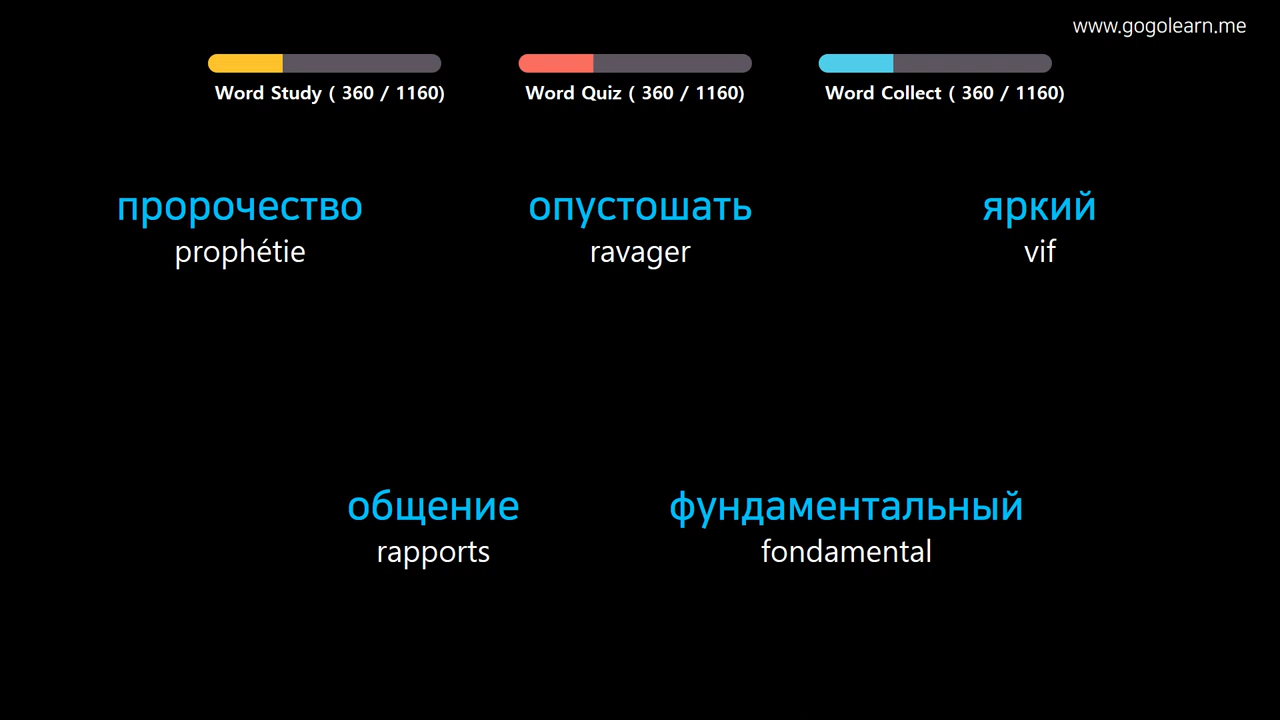 www.gogolearn.me
Word Study ( 360 / 1160)
Word Quiz ( 360 / 1160)
Word Collect ( 360 / 1160)
пророчество
prophétie
опустошать
ravager
яркий
vif
общение
rapports
фундаментальный
fondamental